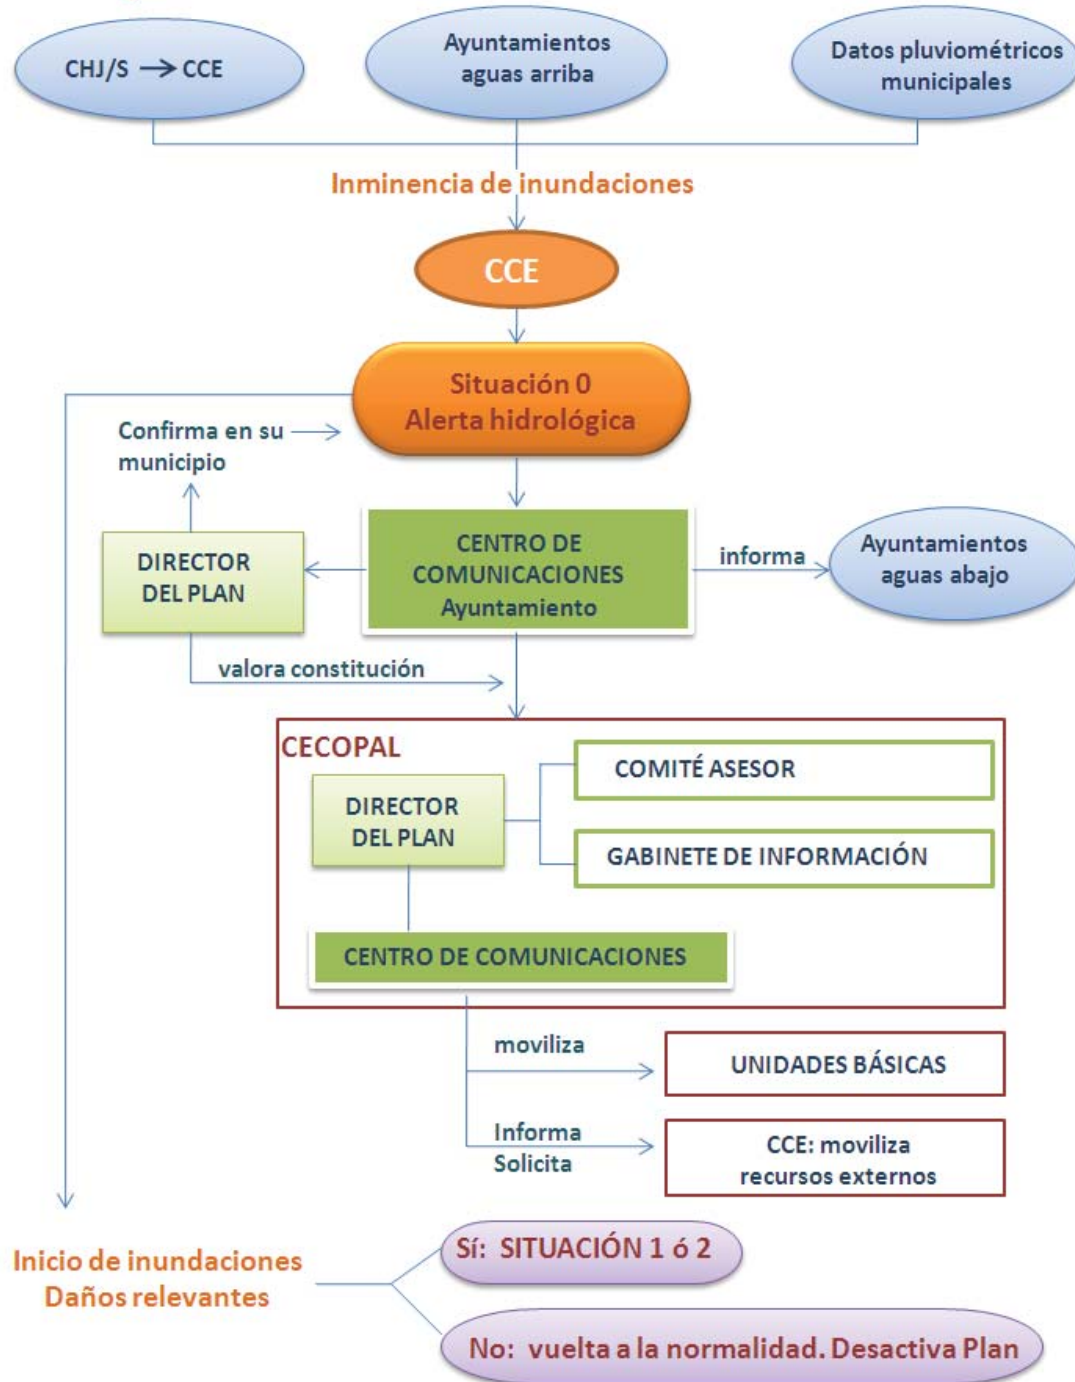 CHJ/S → CCE
Ayuntamientos
aguas arriba
Datos pluviométricos
municipales
Inminencia de inundaciones
CCE
Situación 0
Alerta hidrológica
Confirma en su
municipio
DIRECTOR
DEL PLAN
CENTRO DE
COMUNICACIONES
Ayuntamiento
informa
Ayuntamientos
aguas abajo
valora constitución
CECOPAL
DIRECTOR
DEL PLAN
COMITÉ ASESOR
GABINETE DE INFORMACIÓN
CENTRO DE COMUNICACIONES
moviliza
UNIDADES BÁSICAS
Informa
Solicita
CCE: moviliza
recursos externos
Inicio de inundaciones
Daños relevantes
Sí: SITUACIÓN 1 ó 2
No: vuelta a la normalidad. Desactiva Plan